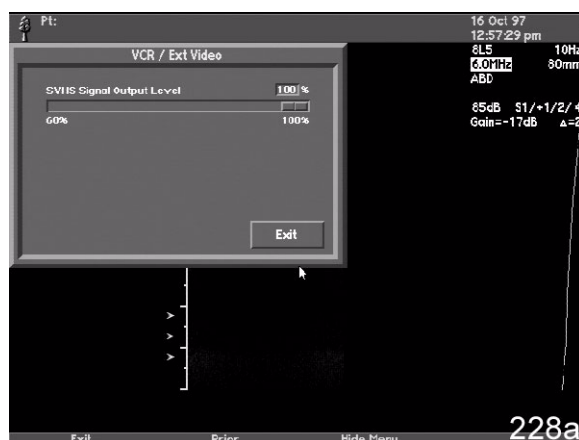 Pt:
16 Oct 97
12:57:29 pm
VCR / Ext Video
8L5 10Hz
6.0MHz 80mm
ABD
SVHS Signal Output Level 100 %
60% 100%
85dB S1/+1/2/
Gain=-17dB
Exit
Exit Prior Hide Menu
228a